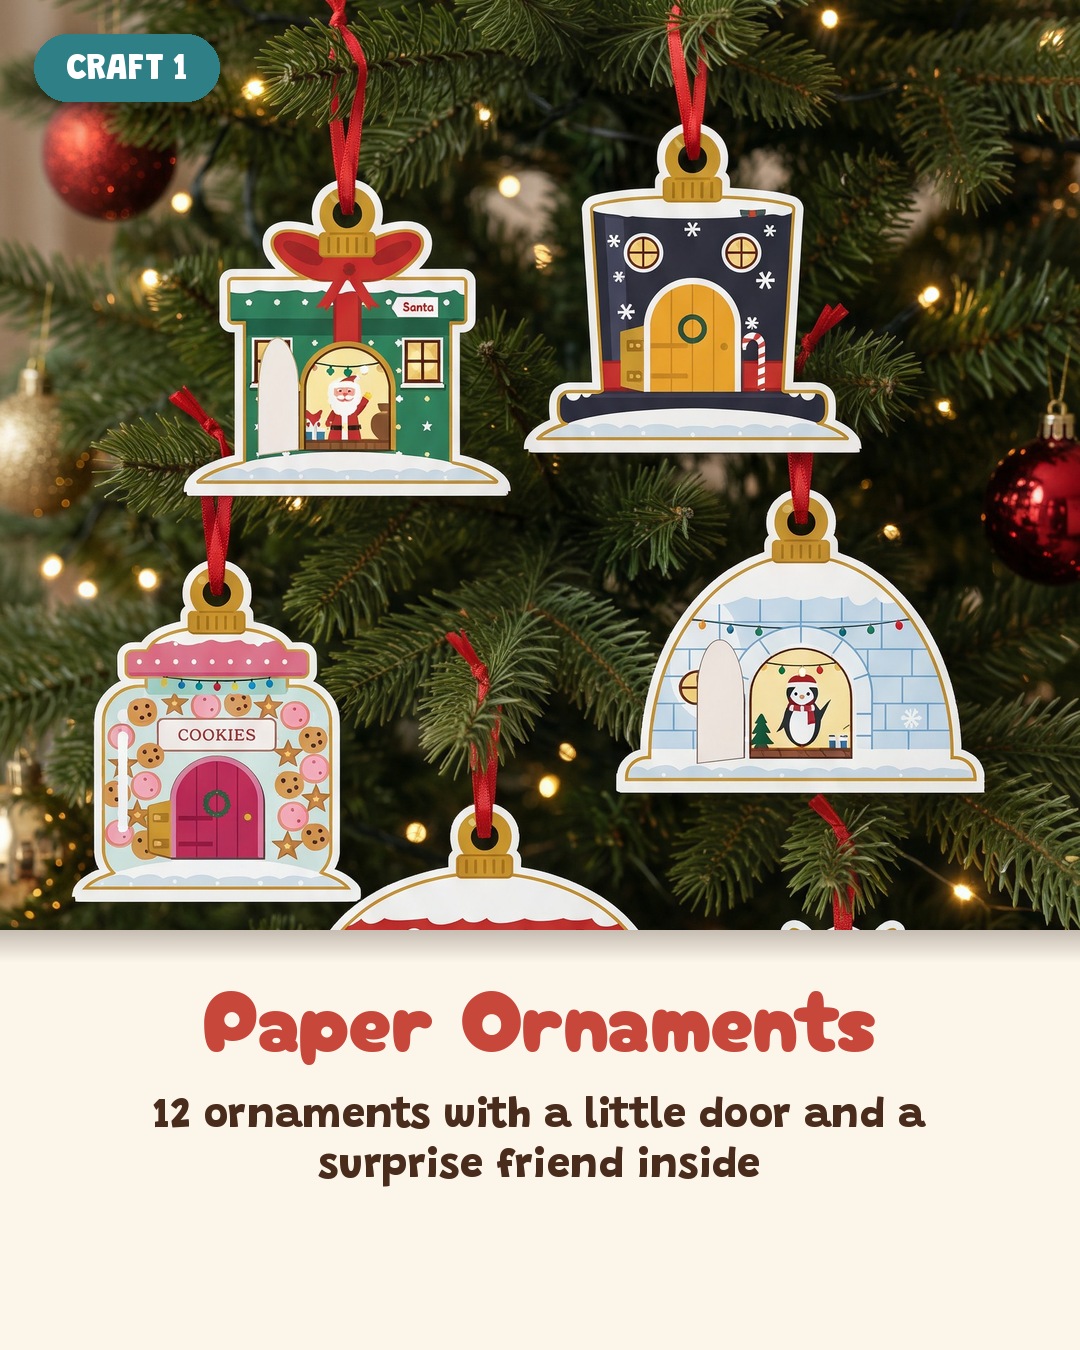 CRAFT 1
Santa
COOKIES
Paper Ornaments
12 ornaments with a little door and a
surprise friend inside